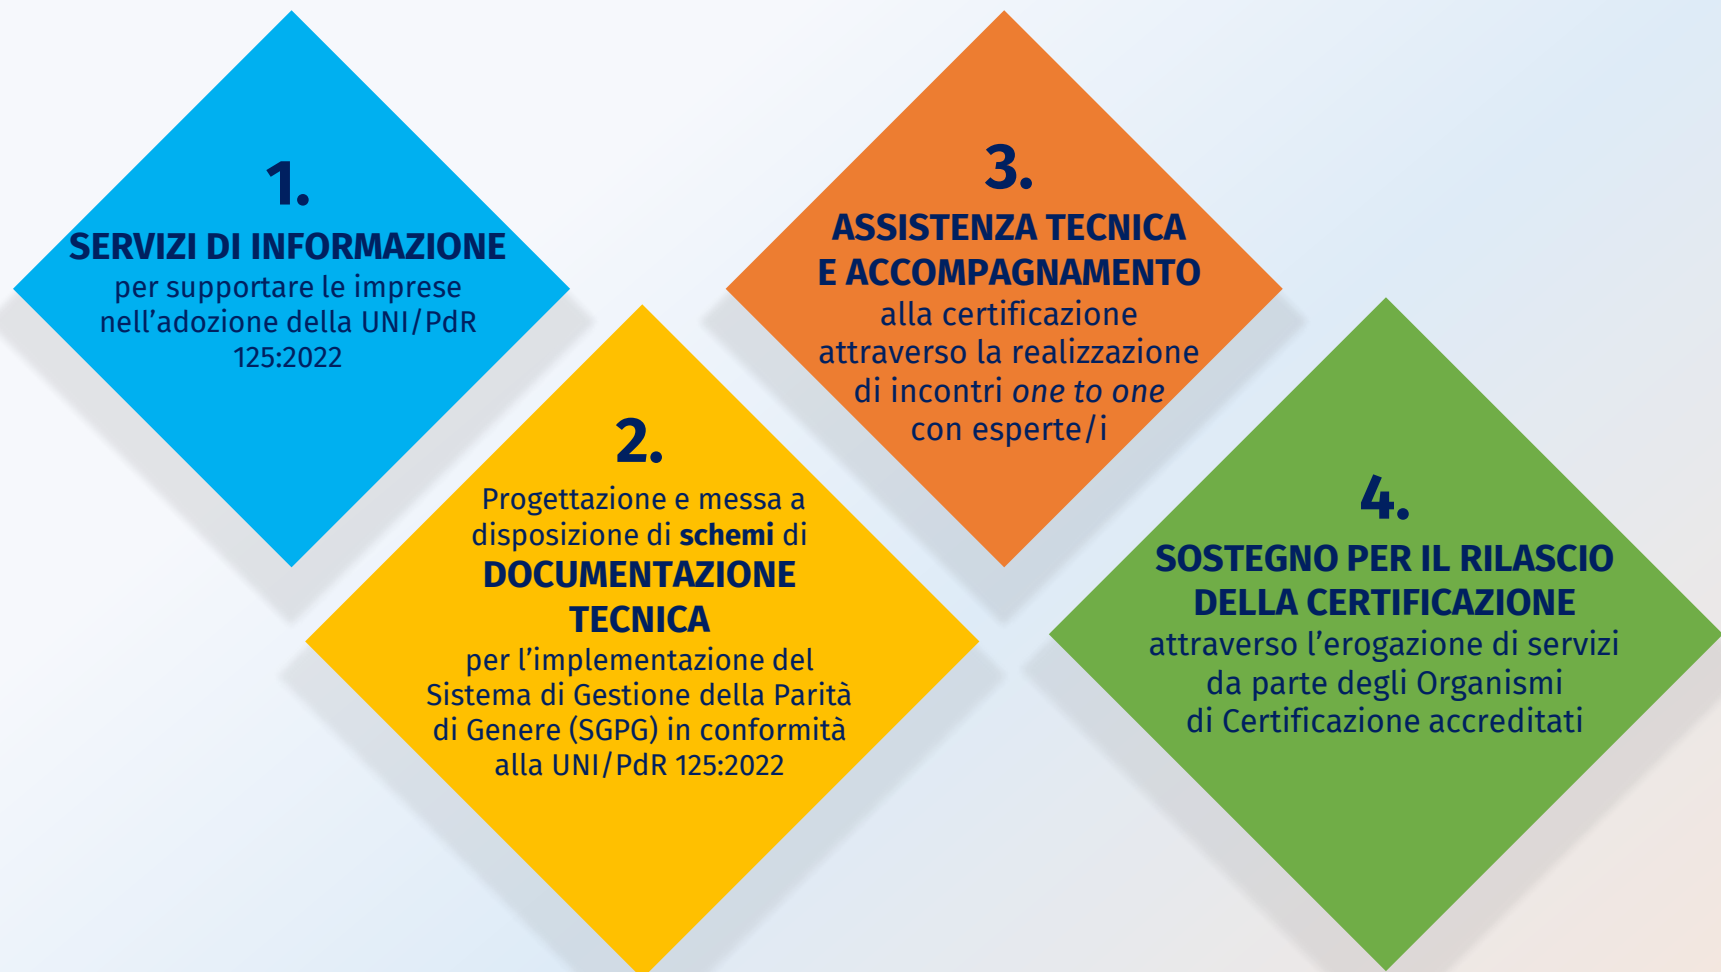 1.
SERVIZI DI INFORMAZIONE
per supportare le imprese
nell’adozione della UNI/PdR
125:2022
2.
Progettazione e messa a
disposizione di schemi di
DOCUMENTAZIONE
TECNICA
per l’implementazione del
Sistema di Gestione della Parità
di Genere (SGPG) in conformità
alla UNI/PdR 125:2022
3.
ASSISTENZA TECNICA
E ACCOMPAGNAMENTO
alla certificazione
attraverso la realizzazione
di incontri one to one
con esperte/i
4.
SOSTEGNO PER IL RILASCIO
DELLA CERTIFICAZIONE
attraverso l’erogazione di servizi
da parte degli Organismi
di Certificazione accreditati